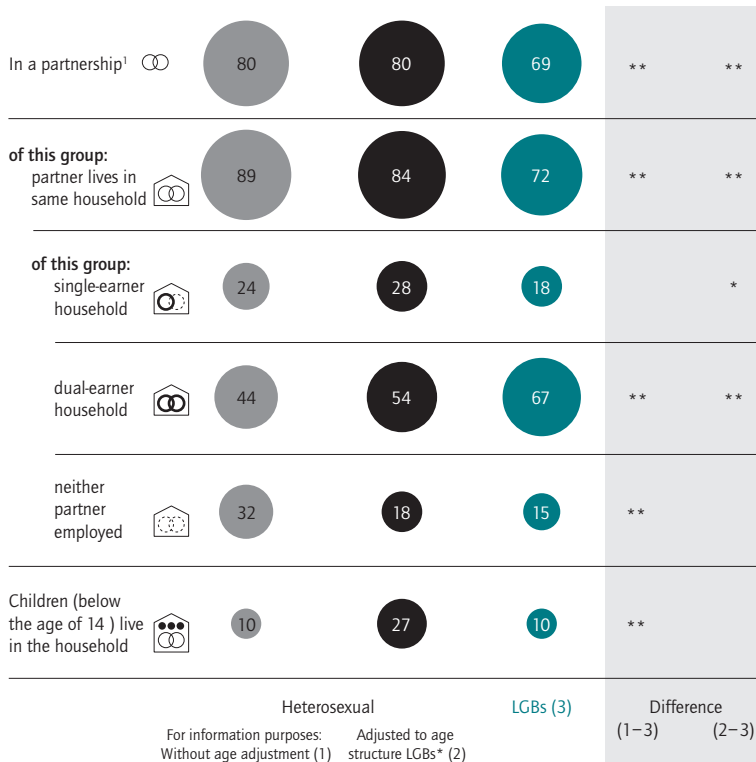 In a partnership¹ 80 80 69 ** **
of this group:
partner lives in
same household 89 84 72 ** **
of this group:
single-earner
household 24 28 18 *
dual-earner
household 44 54 67 ** **
neither
partner
employed 32 18 15 **
Children (below
the age of 14 ) live
in the household 10 27 10 **
Heterosexual LGBs (3) Difference
For information purposes: Adjusted to age (1–3) (2–3)
Without age adjustment (1) structure LGBs* (2)